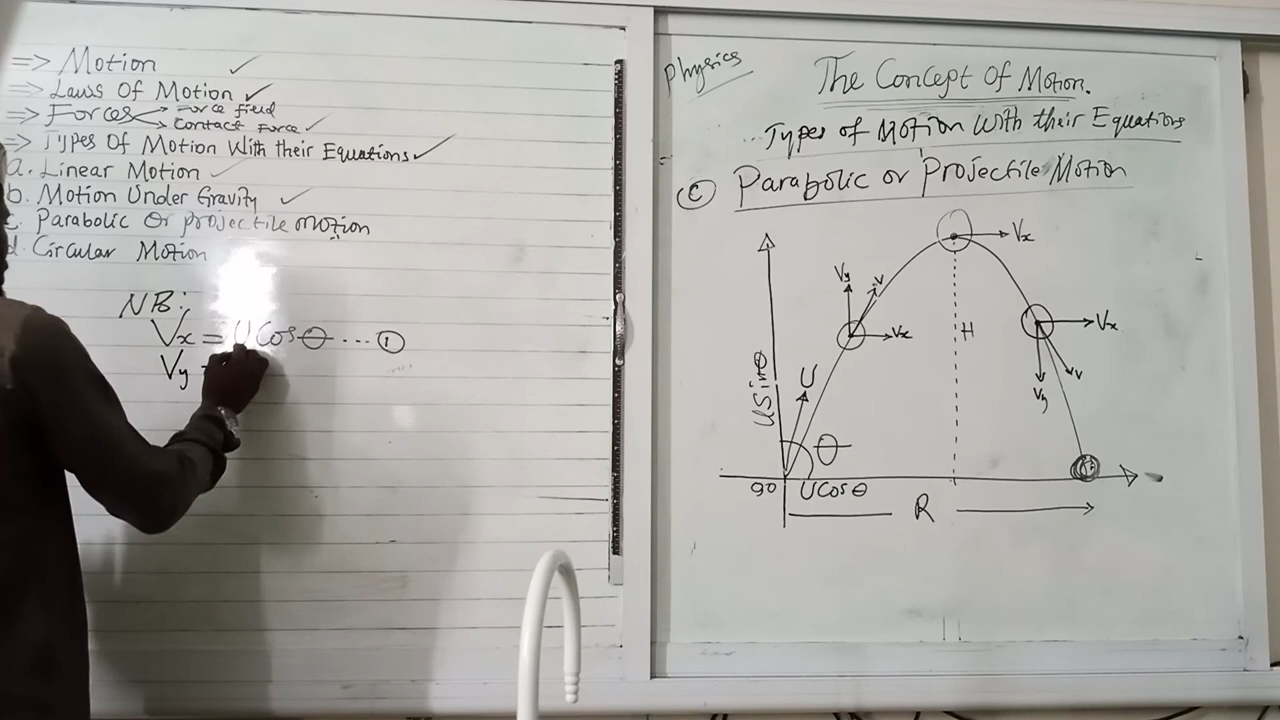 => Motion ✓
=> Laws Of Motion ✓
=> Forces → Force field
→ Contact Force ✓
=> Types Of Motion With their Equations ✓
a. Linear Motion ✓
b. Motion Under Gravity ✓
c. Parabolic Or projectile motion
d. Circular Motion
NB:
Vx = U Cos θ ... ①
Vy
Physics
The Concept Of Motion.
Types of Motion With their Equations
(C) Parabolic or Projectile Motion
Vx
Vy
V
Vx
H
Vx
V
Vy
USinθ
U
θ
90
UCosθ
R